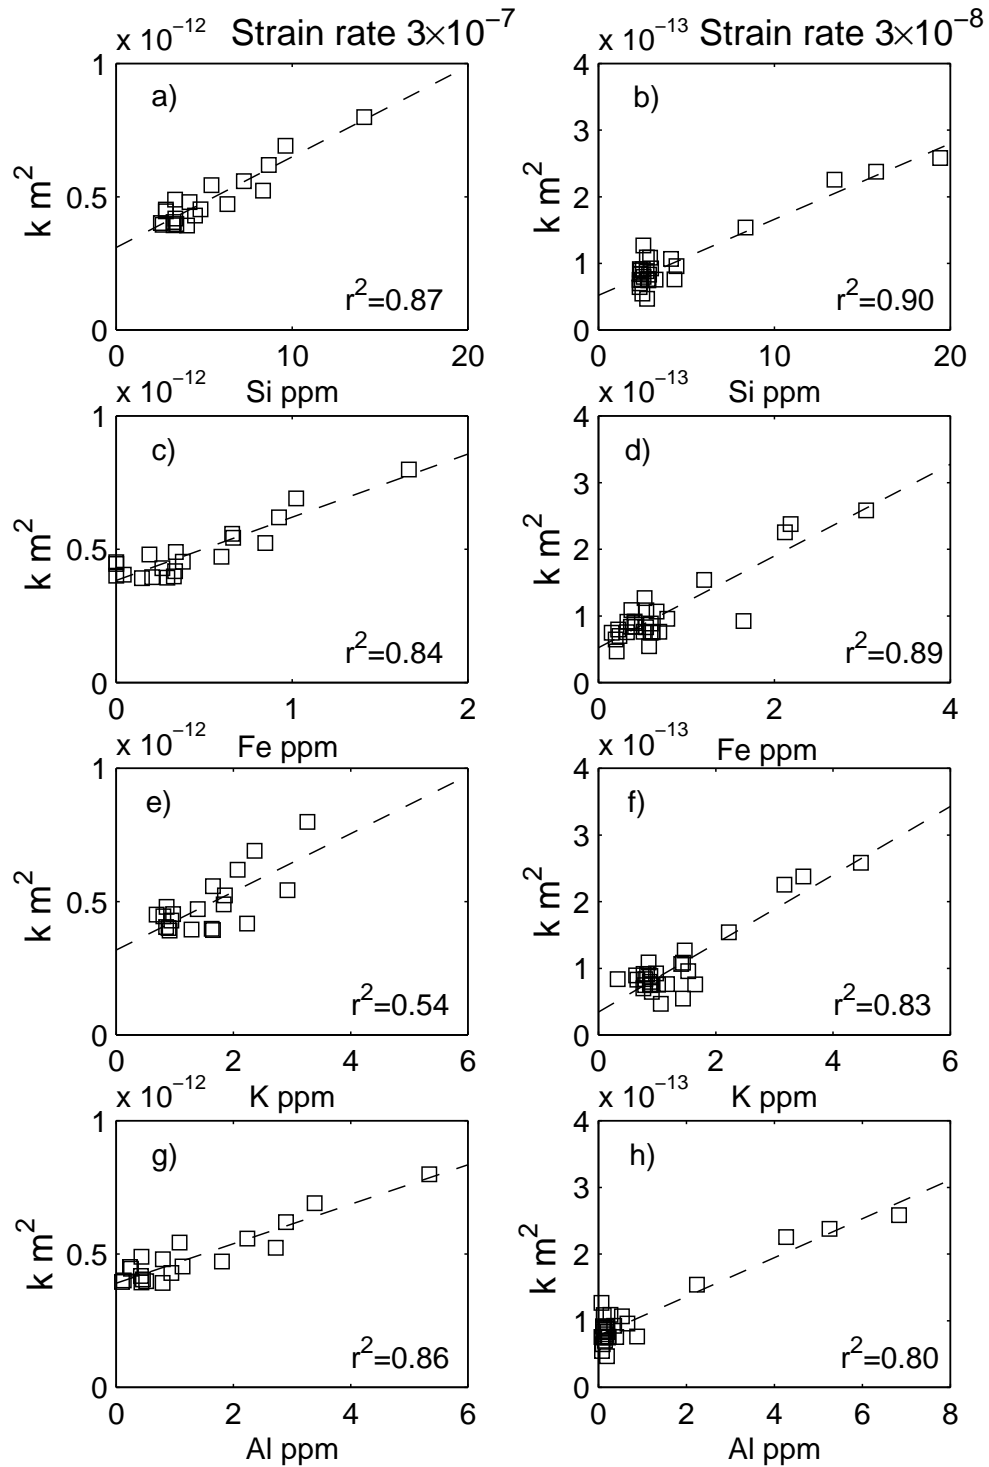 x 10⁻¹² Strain rate 3×10⁻⁷
x 10⁻¹³ Strain rate 3×10⁻⁸
a)
1
0.5
0
k m²
r²=0.87
0 10 20
Si ppm
b)
4
3
2
1
0
k m²
r²=0.90
0 10 20
Si ppm
x 10⁻¹²
c)
1
0.5
0
k m²
r²=0.84
0 1 2
Fe ppm
x 10⁻¹³
d)
4
3
2
1
0
k m²
r²=0.89
0 2 4
Fe ppm
x 10⁻¹²
e)
1
0.5
0
k m²
r²=0.54
0 2 4 6
K ppm
x 10⁻¹³
f)
4
3
2
1
0
k m²
r²=0.83
0 2 4 6
K ppm
x 10⁻¹²
g)
1
0.5
0
k m²
r²=0.86
0 2 4 6
Al ppm
x 10⁻¹³
h)
4
3
2
1
0
k m²
r²=0.80
0 2 4 6 8
Al ppm